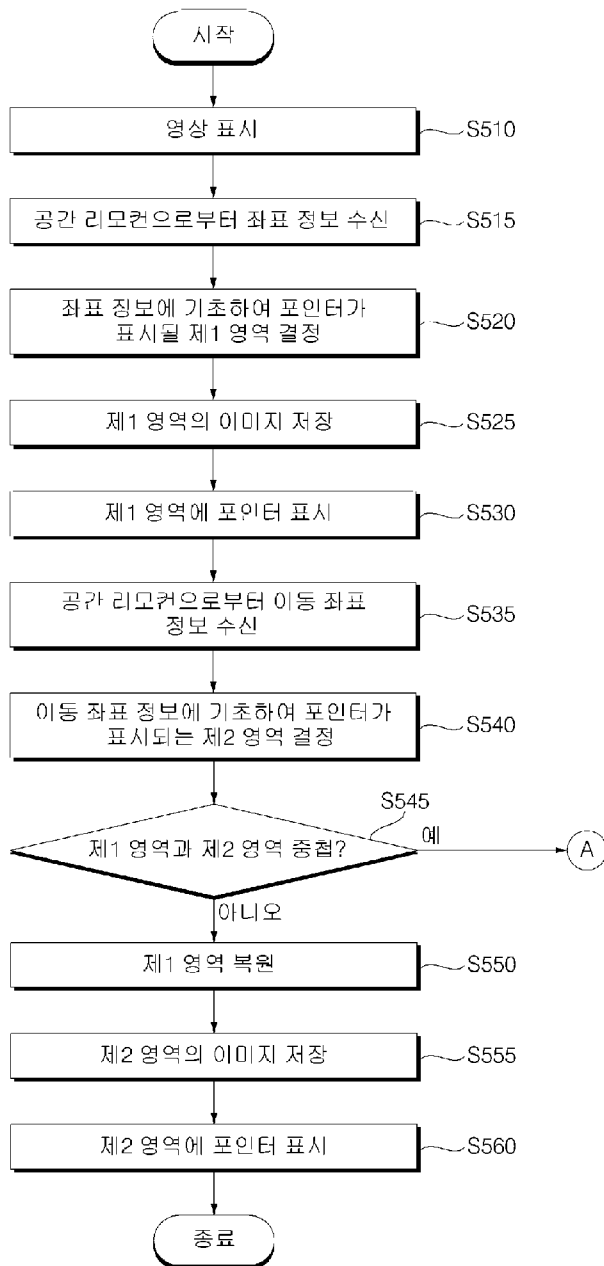 시작
영상 표시
S510
공간 리모컨으로부터 좌표 정보 수신
S515
좌표 정보에 기초하여 포인터가
표시될 제1 영역 결정
S520
제1 영역의 이미지 저장
S525
제1 영역에 포인터 표시
S530
공간 리모컨으로부터 이동 좌표
정보 수신
S535
이동 좌표 정보에 기초하여 포인터가
표시되는 제2 영역 결정
S540
S545
제1 영역과 제2 영역 중첩?
예
A
아니오
제1 영역 복원
S550
제2 영역의 이미지 저장
S555
제2 영역에 포인터 표시
S560
종료